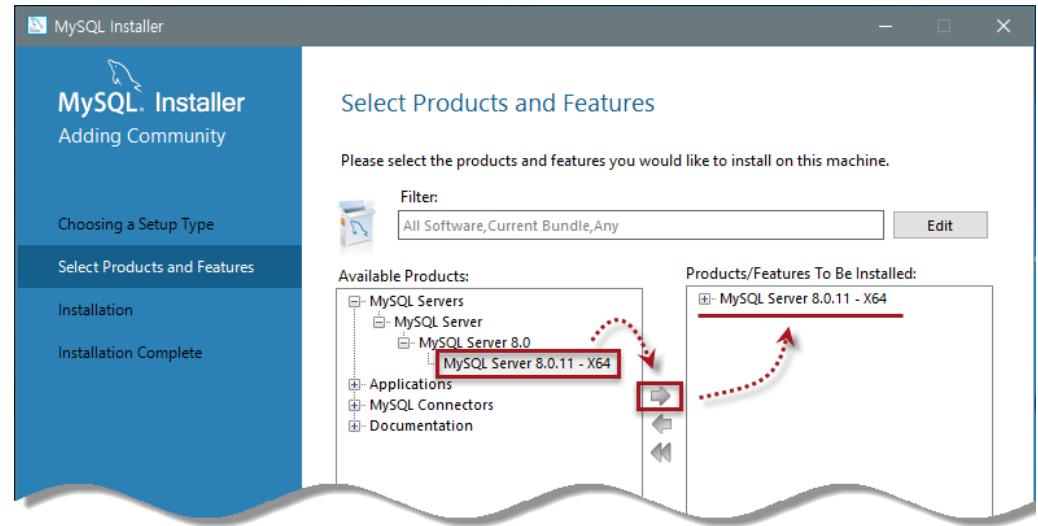 MySQL Installer
MySQL. Installer
Adding Community
Choosing a Setup Type
Select Products and Features
Installation
Installation Complete
Select Products and Features
Please select the products and features you would like to install on this machine.
Filter:
All Software,Current Bundle,Any
Edit
Available Products:
MySQL Servers
MySQL Server
MySQL Server 8.0
MySQL Server 8.0.11 - X64
Applications
MySQL Connectors
Documentation
Products/Features To Be Installed:
MySQL Server 8.0.11 - X64